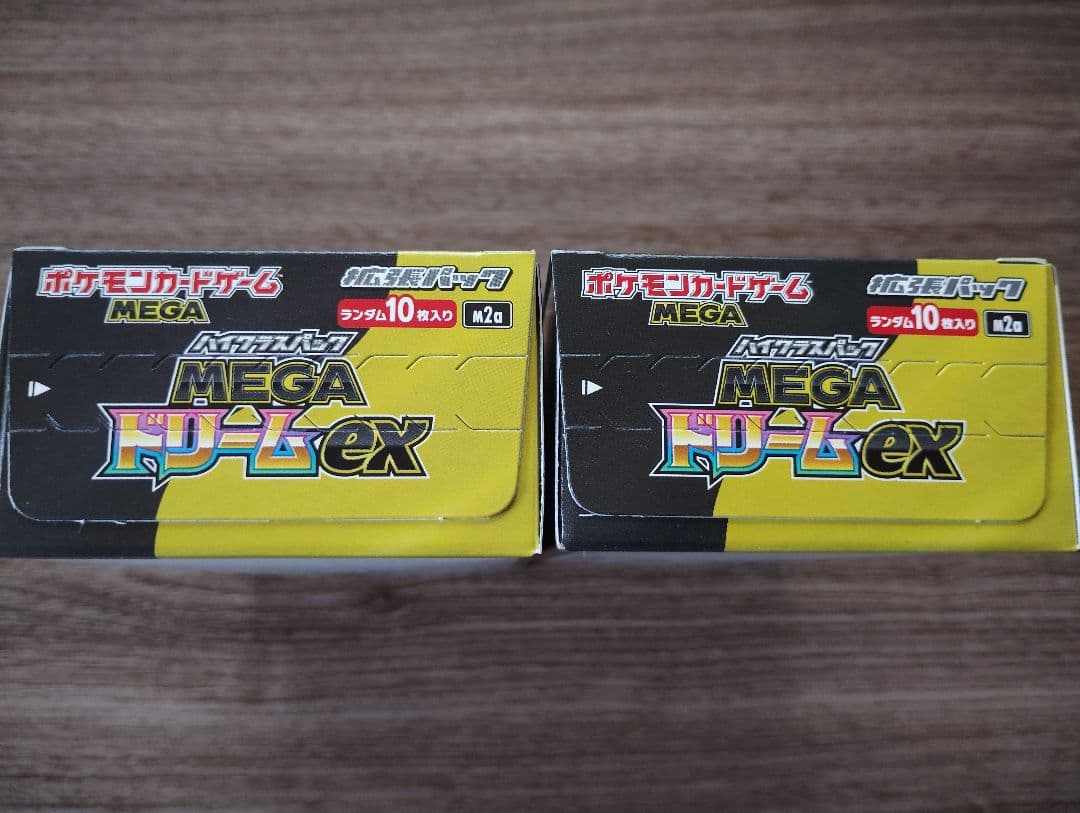 ポケモンカードゲーム
MEGA
拡張パック
ランダム10枚入り
M2a
ハイクラスパック
MEGA
ドリームex
ポケモンカードゲーム
MEGA
拡張パック
ランダム10枚入り
M2a
ハイクラスパック
MEGA
ドリームex